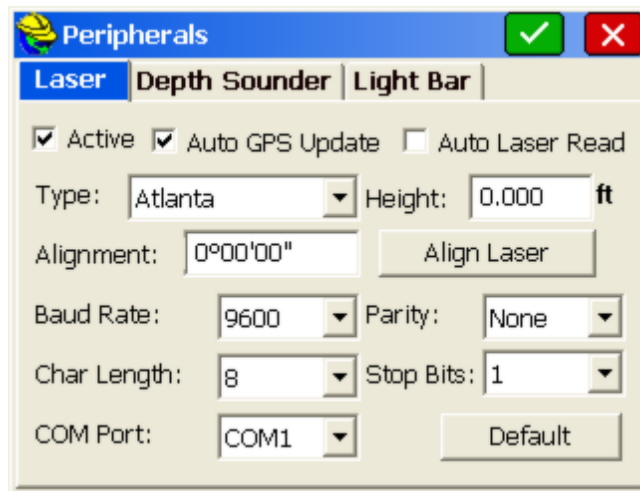 Peripherals
Laser Depth Sounder Light Bar
Active Auto GPS Update Auto Laser Read
Type: Atlanta Height: 0.000 ft
Alignment: 0°00'00" Align Laser
Baud Rate: 9600 Parity: None
Char Length: 8 Stop Bits: 1
COM Port: COM1 Default